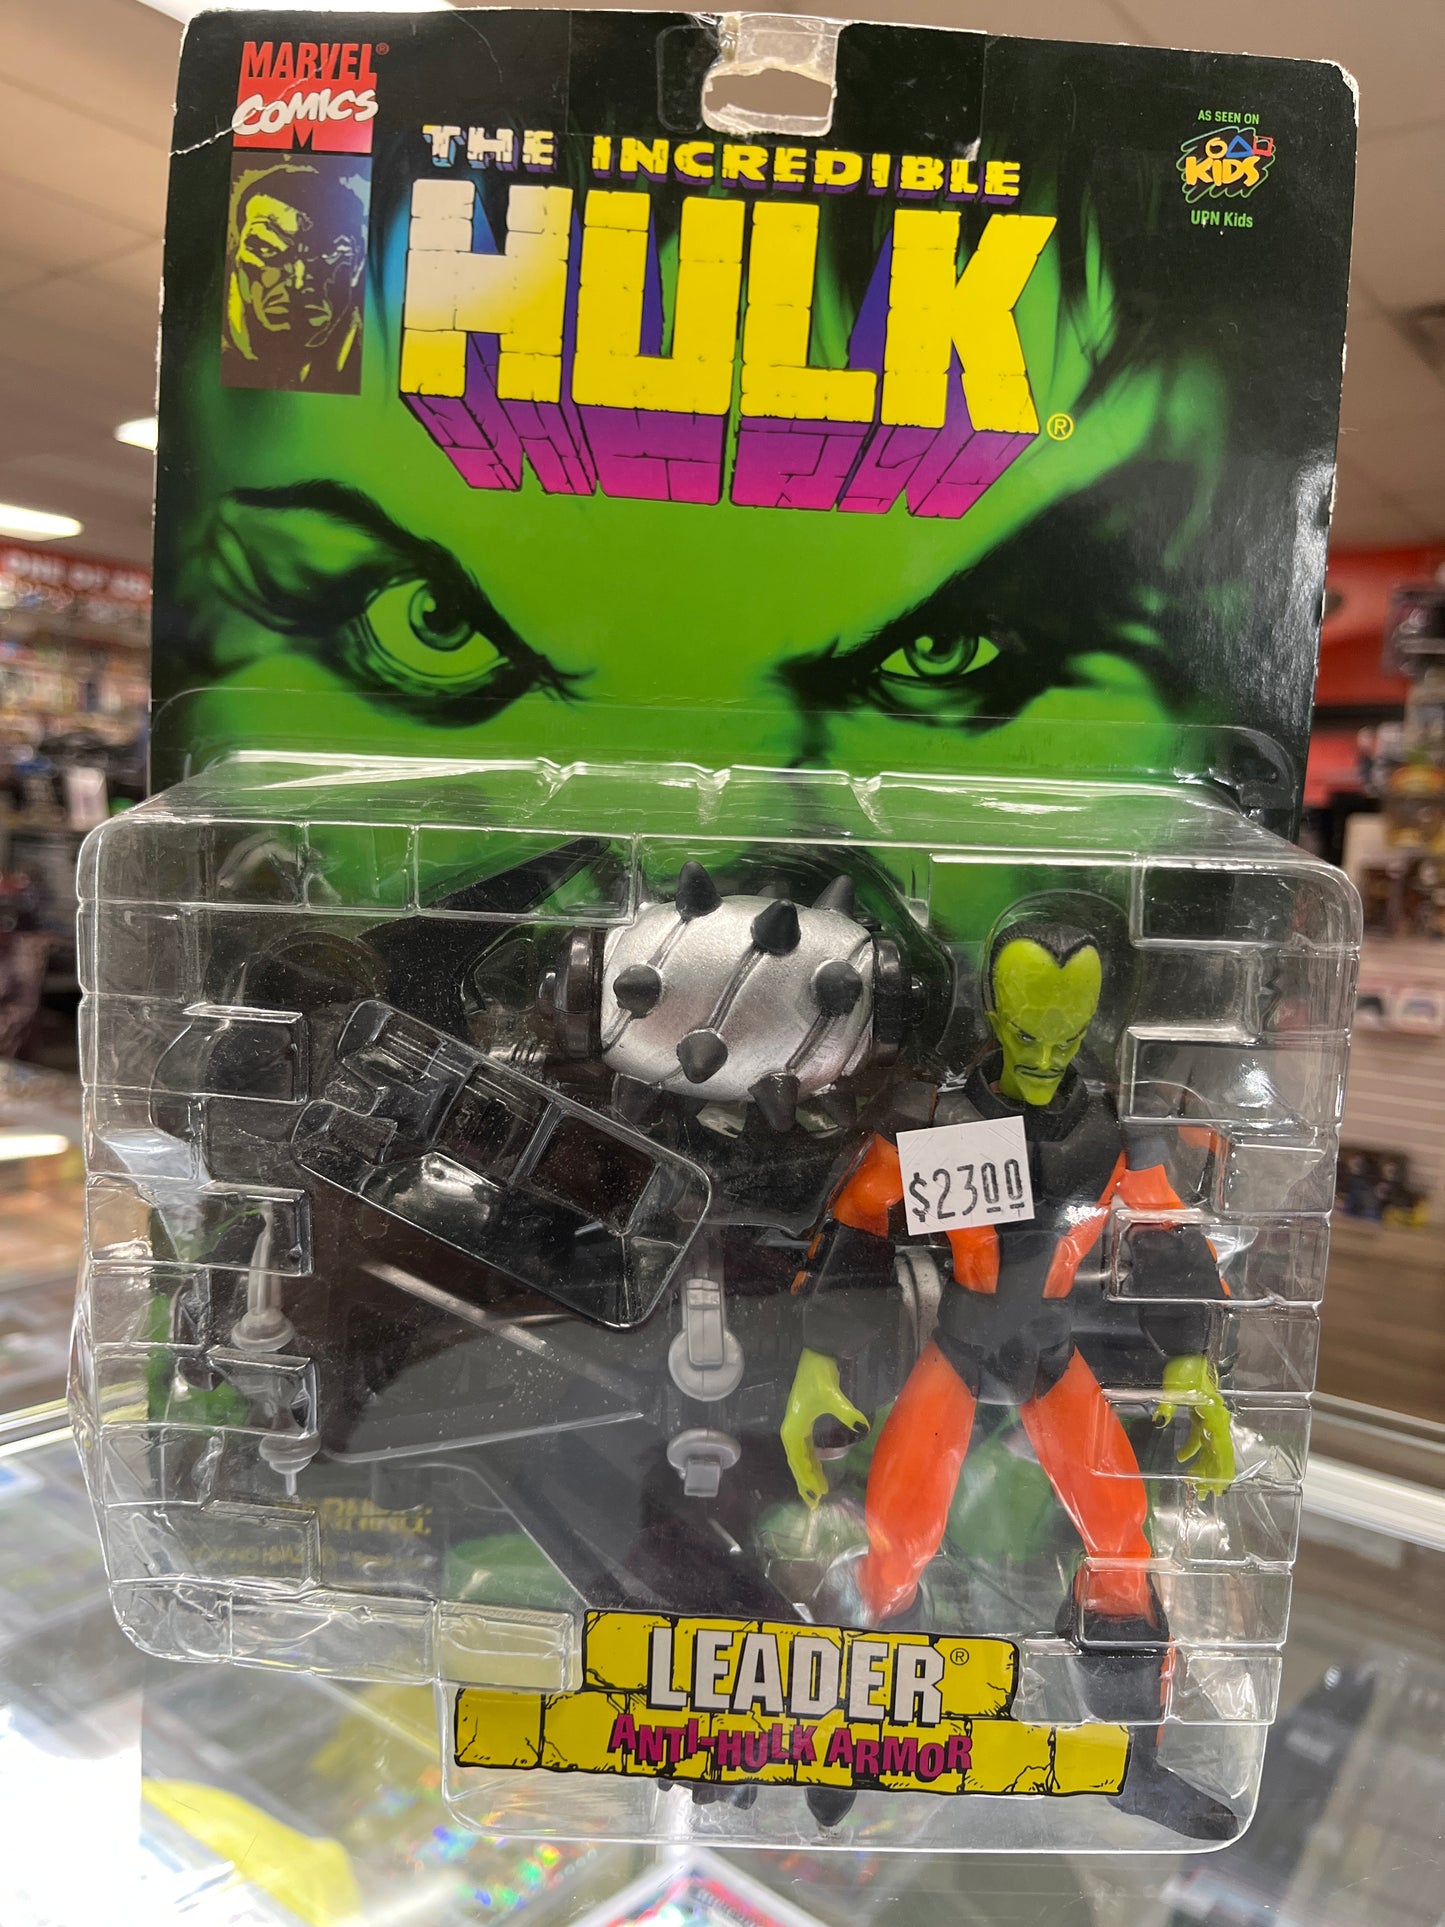 MARVEL®
COMICS
AS SEEN ON
KIDS
UPN Kids
THE INCREDIBLE
HULK®
$23.00
LEADER®
ANTI-HULK ARMOR